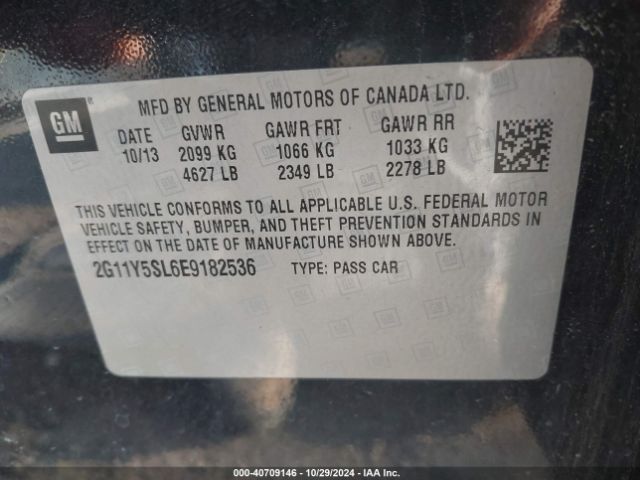 GM
MFD BY GENERAL MOTORS OF CANADA LTD.
DATE GVWR GAWR FRT GAWR RR
10/13 2099 KG 1066 KG 1033 KG
4627 LB 2349 LB 2278 LB
THIS VEHICLE CONFORMS TO ALL APPLICABLE U.S. FEDERAL MOTOR
VEHICLE SAFETY, BUMPER, AND THEFT PREVENTION STANDARDS IN
EFFECT ON THE DATE OF MANUFACTURE SHOWN ABOVE.
2G11Y5SL6E9182536 TYPE: PASS CAR
000-40709146 - 10/29/2024 - IAA Inc.